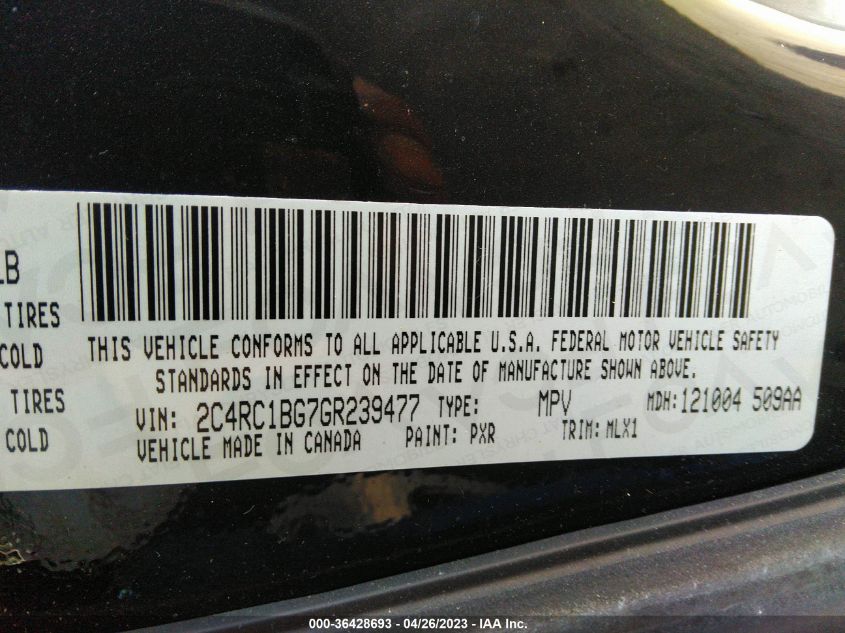 LB
TIRES
COLD
TIRES
COLD
THIS VEHICLE CONFORMS TO ALL APPLICABLE U.S.A. FEDERAL MOTOR VEHICLE SAFETY
STANDARDS IN EFFECT ON THE DATE OF MANUFACTURE SHOWN ABOVE.
VIN: 2C4RC1BG7GR239477 TYPE: MPV MDH:121004 509AA
VEHICLE MADE IN CANADA PAINT: PXR TRIM: MLX1
000-36428693 - 04/26/2023 - IAA Inc.